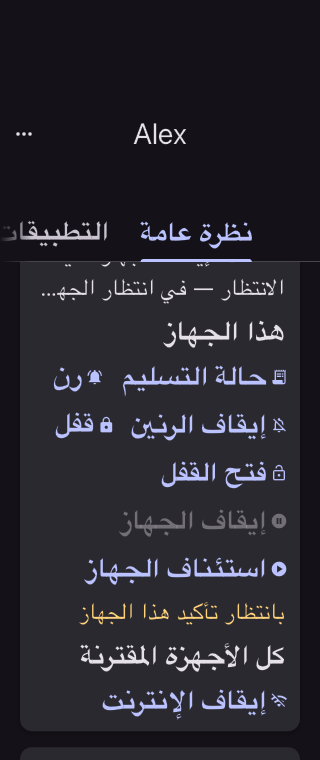 Alex
نظرة عامة التطبيقات
الانتظار — في انتظار الجه...
هذا الجهاز
حالة التسليم رن
إيقاف الرنين قفل
فتح القفل
إيقاف الجهاز
استئناف الجهاز
بانتظار تأكيد هذا الجهاز
كل الأجهزة المقترنة
إيقاف الإنترنت